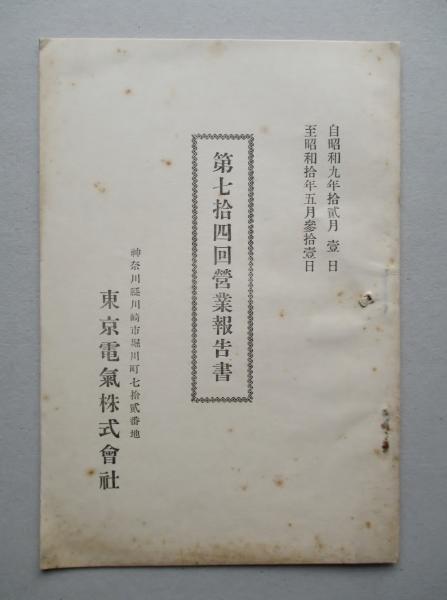 自昭和九年拾貳月壹日
至昭和拾年五月參拾壹日
第七拾四回營業報告書
神奈川縣川崎市堀川町七拾貳番地
東京電氣株式會社